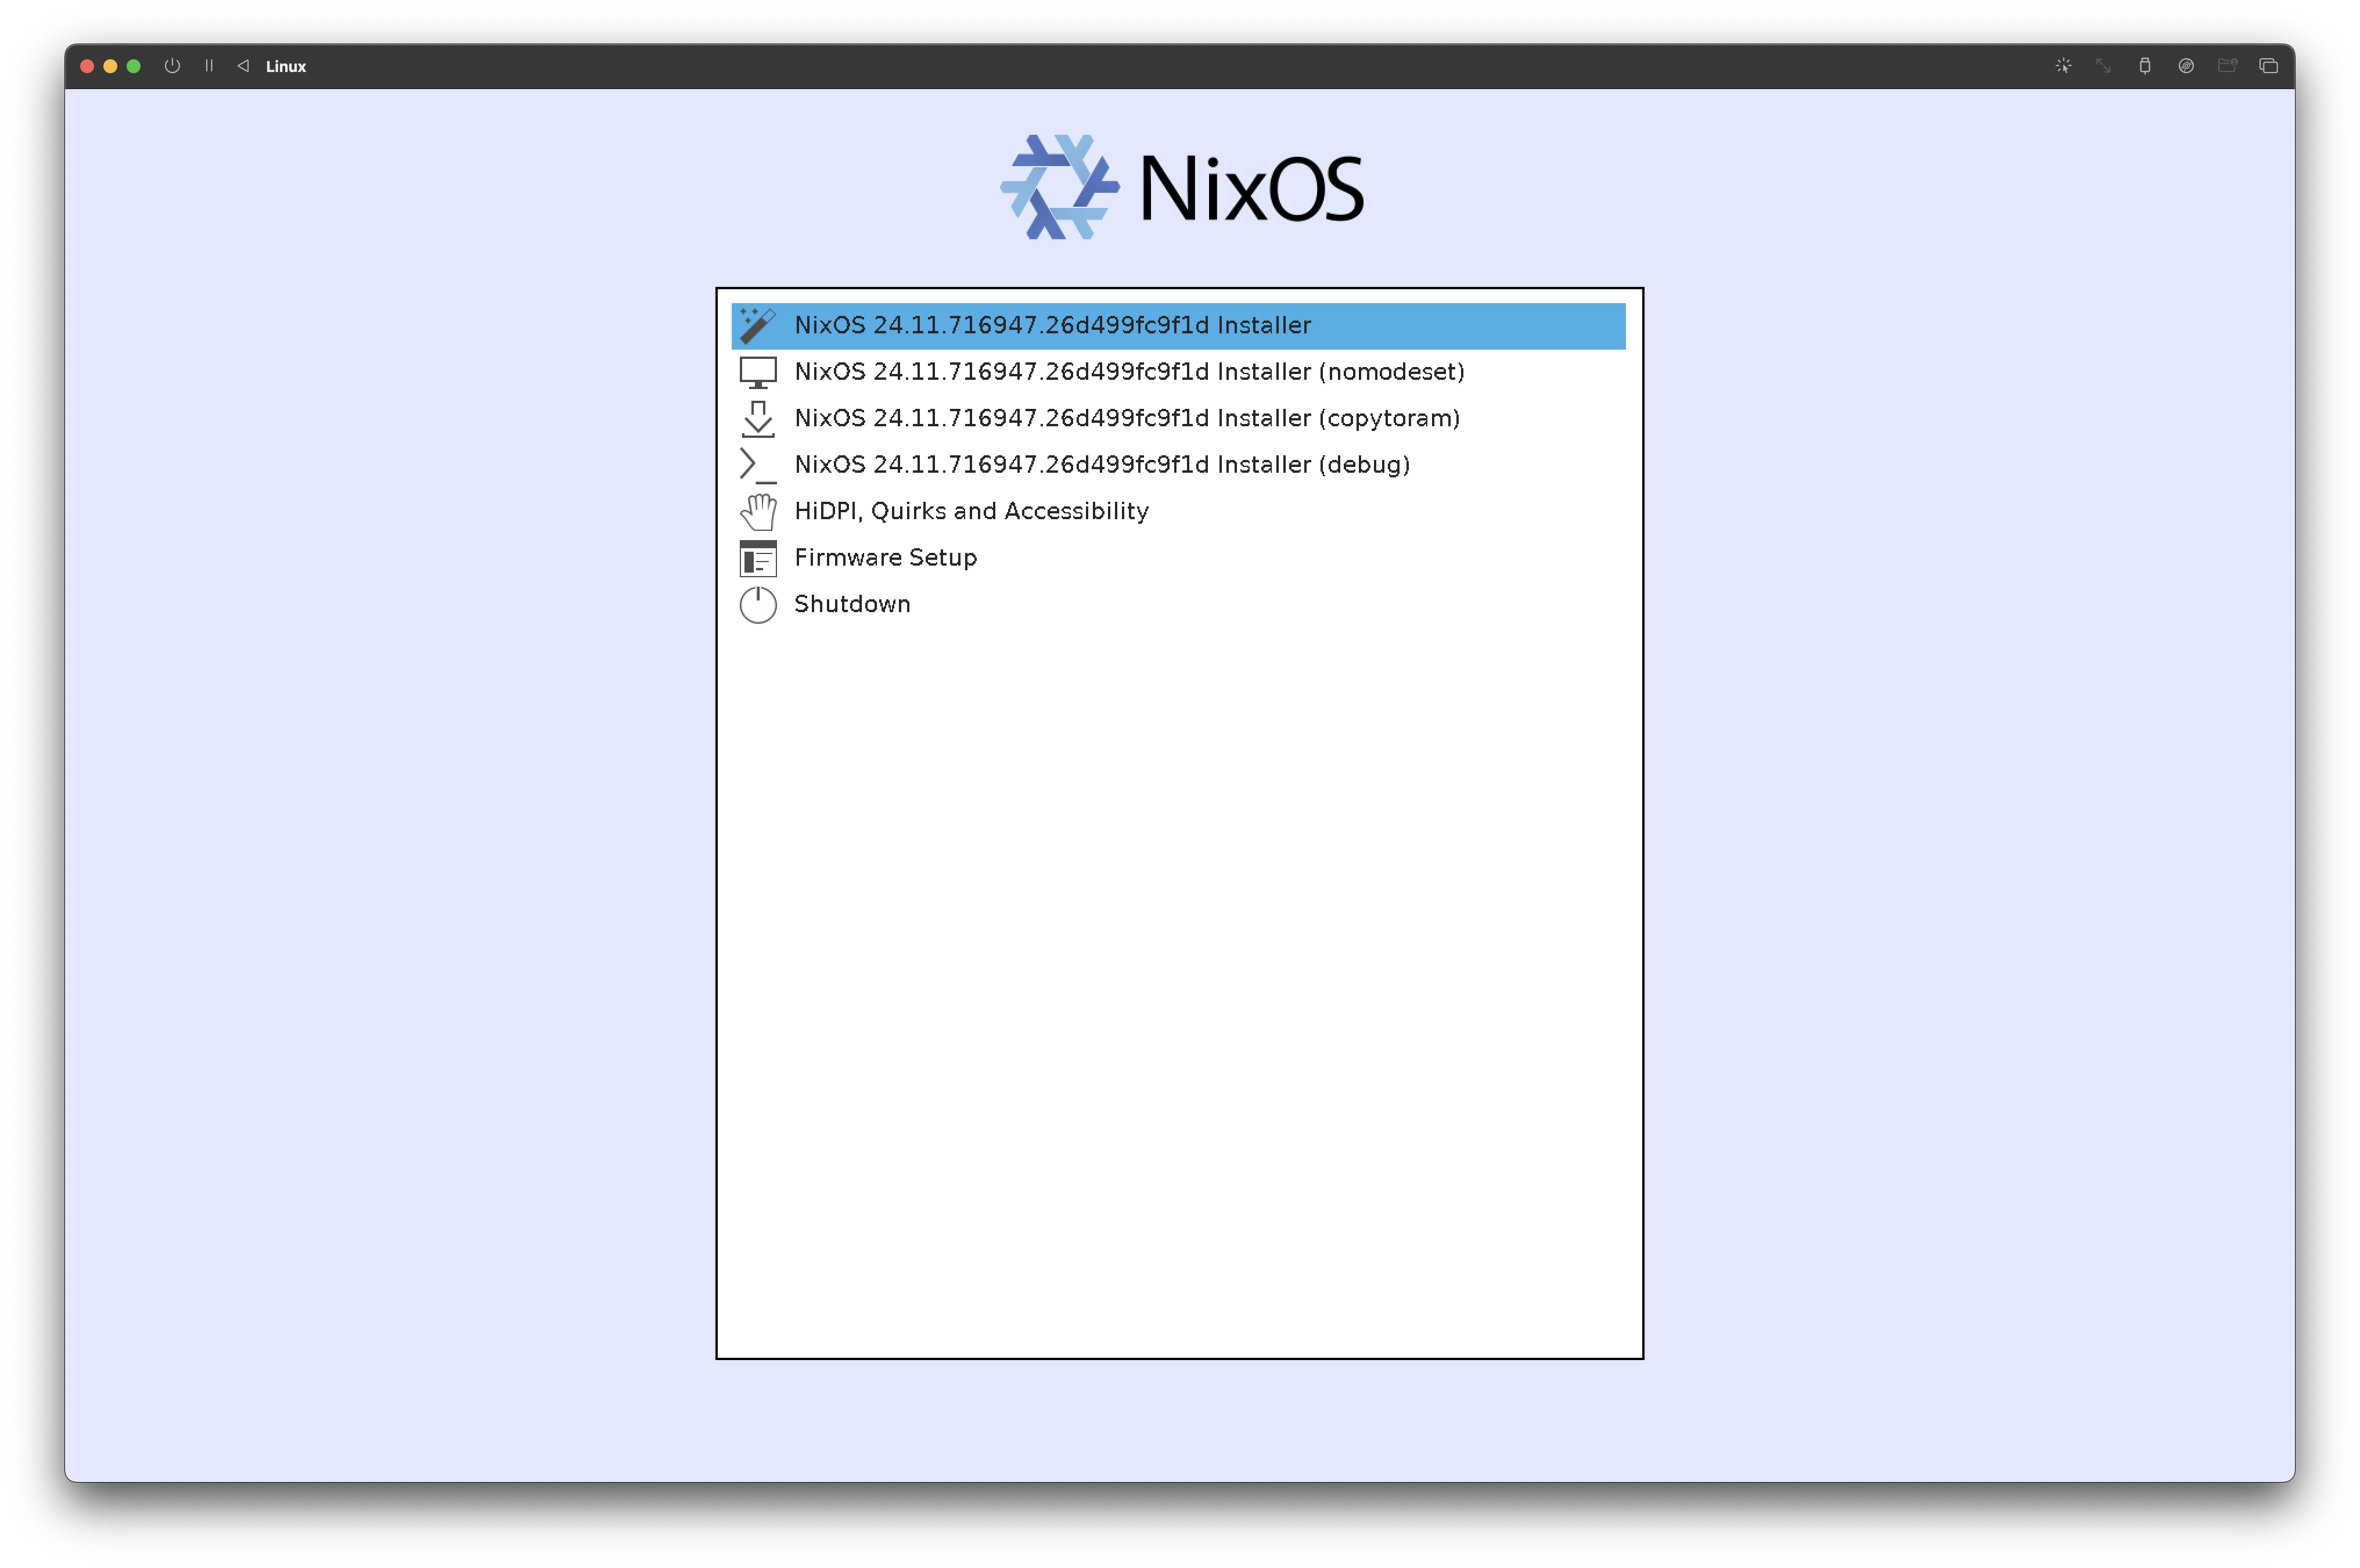 Linux
NixOS
NixOS 24.11.716947.26d499fc9f1d Installer
NixOS 24.11.716947.26d499fc9f1d Installer (nomodeset)
NixOS 24.11.716947.26d499fc9f1d Installer (copytoram)
NixOS 24.11.716947.26d499fc9f1d Installer (debug)
HiDPI, Quirks and Accessibility
Firmware Setup
Shutdown